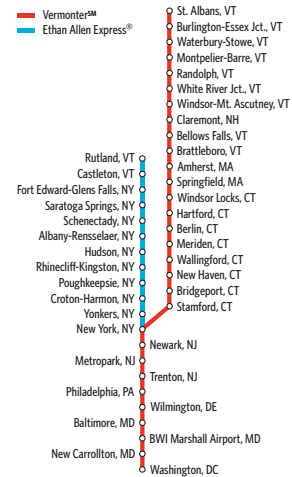 Vermonter℠
Ethan Allen Express®
St. Albans, VT
Burlington-Essex Jct., VT
Waterbury-Stowe, VT
Montpelier-Barre, VT
Randolph, VT
White River Jct., VT
Windsor-Mt. Ascutney, VT
Claremont, NH
Bellows Falls, VT
Brattleboro, VT
Amherst, MA
Springfield, MA
Windsor Locks, CT
Hartford, CT
Berlin, CT
Meriden, CT
Wallingford, CT
New Haven, CT
Bridgeport, CT
Stamford, CT
Rutland, VT
Castleton, VT
Fort Edward-Glens Falls, NY
Saratoga Springs, NY
Schenectady, NY
Albany-Rensselaer, NY
Hudson, NY
Rhinecliff-Kingston, NY
Poughkeepsie, NY
Croton-Harmon, NY
Yonkers, NY
New York, NY
Newark, NJ
Metropark, NJ
Trenton, NJ
Philadelphia, PA
Wilmington, DE
Baltimore, MD
BWI Marshall Airport, MD
New Carrollton, MD
Washington, DC